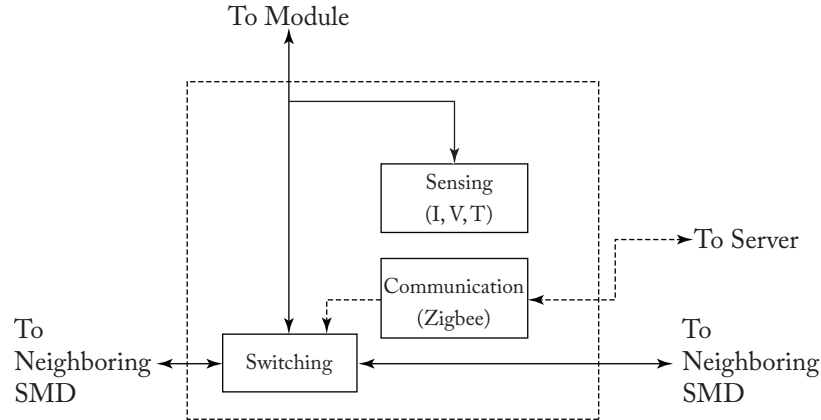 To Module
Sensing
(I, V, T)
To Server
Communication
(Zigbee)
To
Neighboring
SMD
Switching
To
Neighboring
SMD